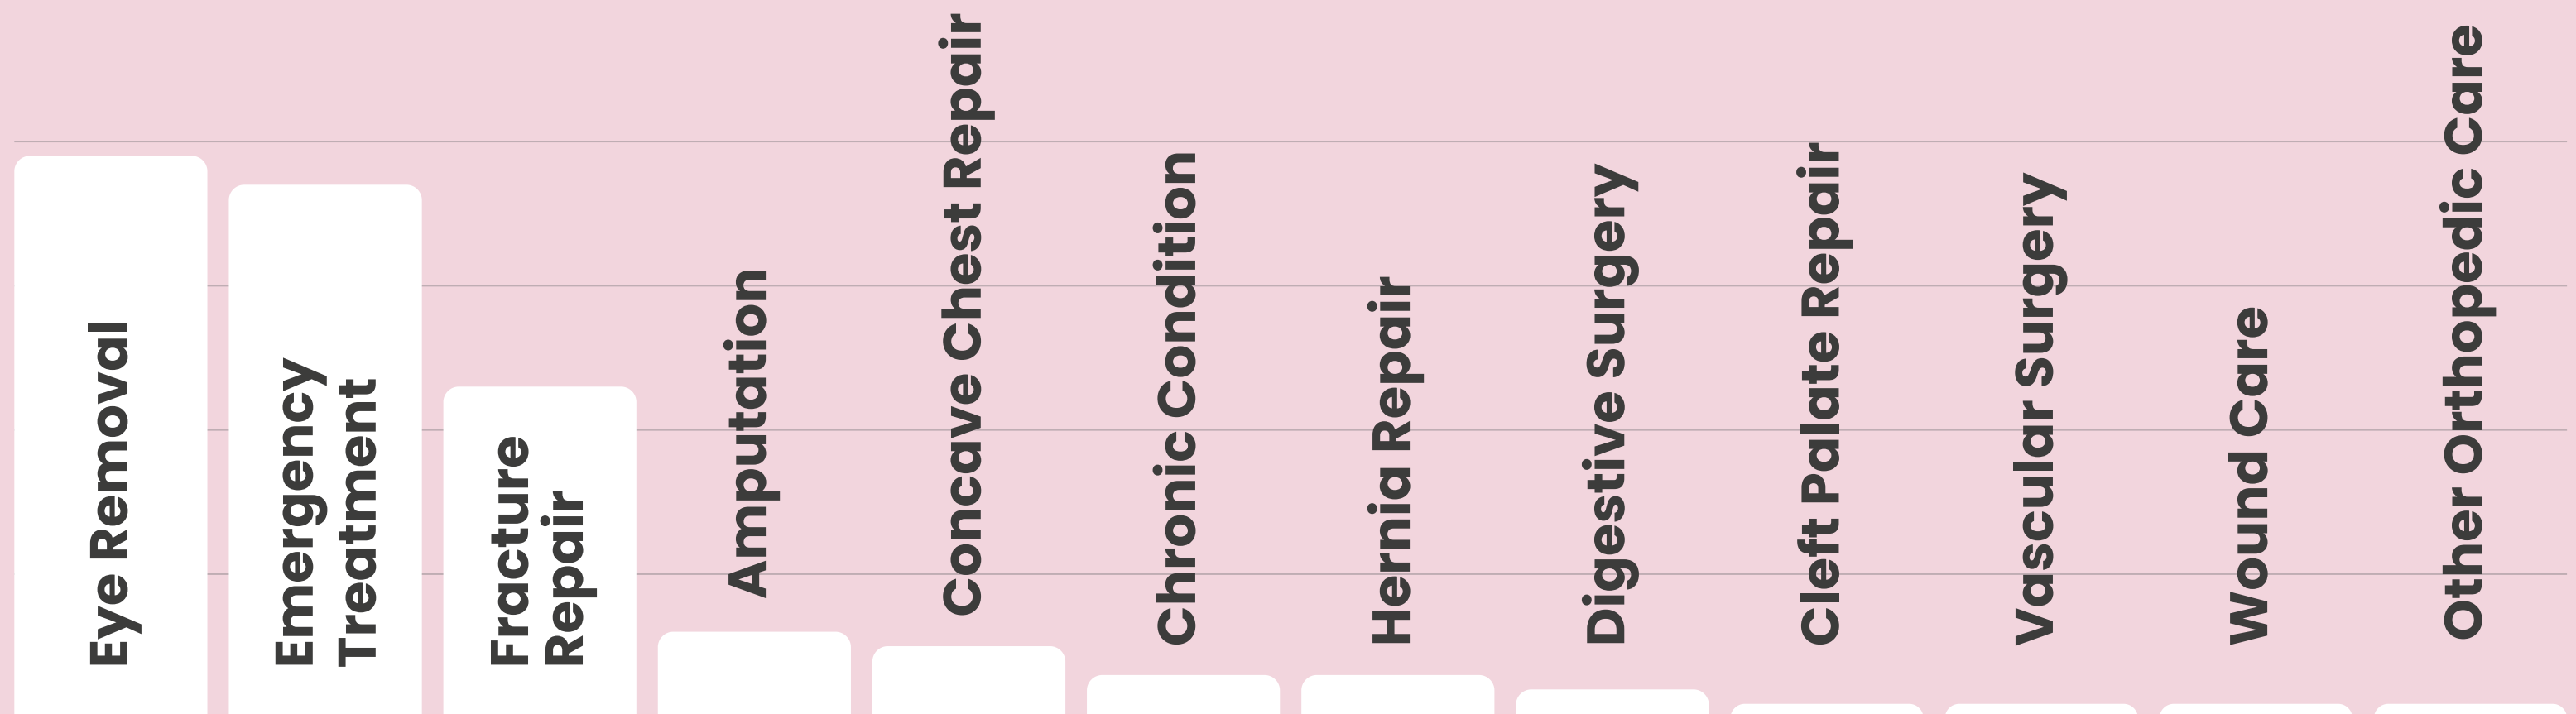 Eye Removal
Emergency
Treatment
Fracture
Repair
Amputation
Concave Chest Repair
Chronic Condition
Hernia Repair
Digestive Surgery
Cleft Palate Repair
Vascular Surgery
Wound Care
Other Orthopedic Care